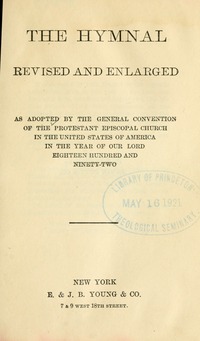 THE HYMNAL
REVISED AND ENLARGED
AS ADOPTED BY THE GENERAL CONVENTION
OF THE PROTESTANT EPISCOPAL CHURCH
IN THE UNITED STATES OF AMERICA
IN THE YEAR OF OUR LORD
EIGHTEEN HUNDRED AND
NINETY-TWO
LIBRARY OF PRINCETON
MAY 16 1921
THEOLOGICAL SEMINARY
NEW YORK
E. & J. B. YOUNG & CO.
7 & 9 WEST 18TH STREET.